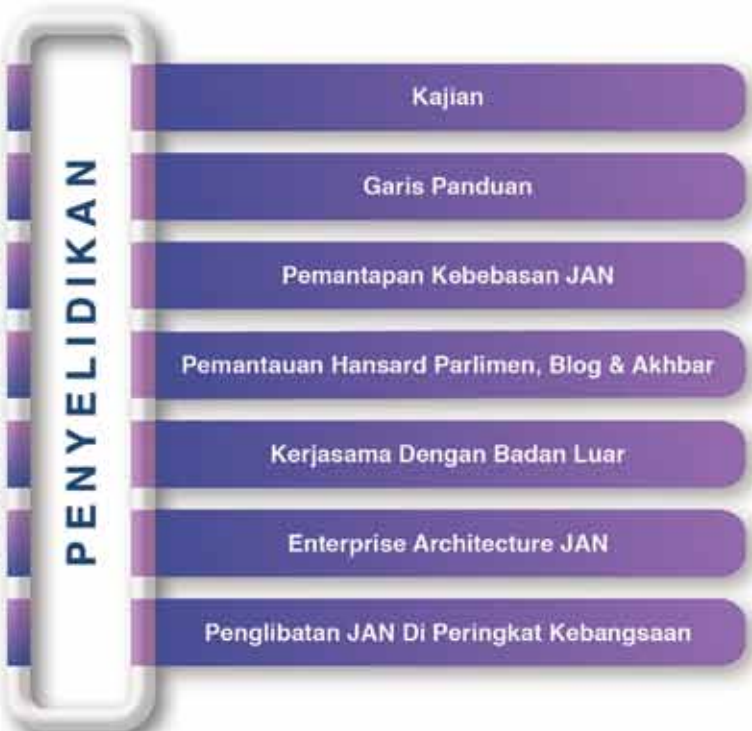 PENYELIDIKAN
Kajian
Garis Panduan
Pemantapan Kebebasan JAN
Pemantauan Hansard Parlimen, Blog & Akhbar
Kerjasama Dengan Badan Luar
Enterprise Architecture JAN
Penglibatan JAN Di Peringkat Kebangsaan